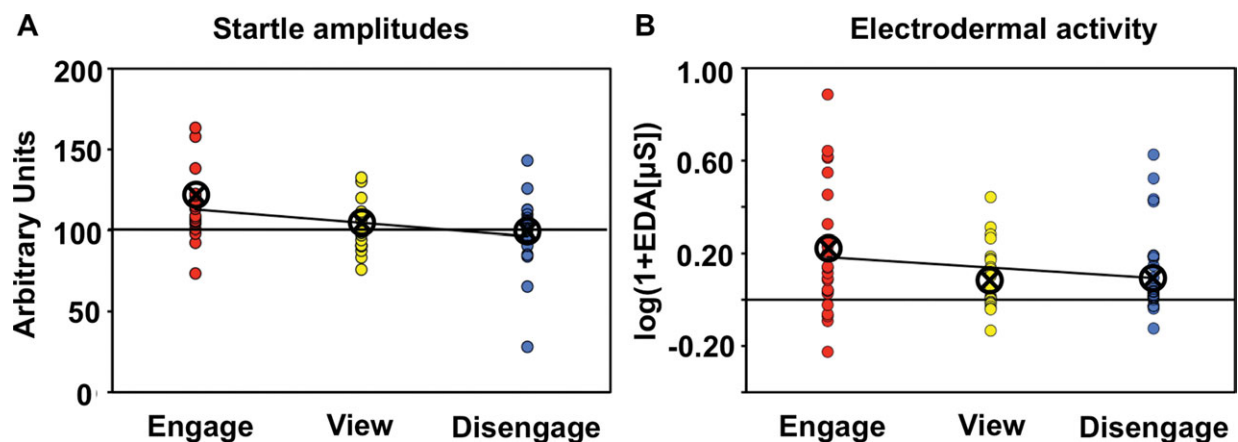 A Startle amplitudes
Arbitrary Units
200
150
100
50
0
Engage View Disengage
B Electrodermal activity
log(1+EDA[µS])
1.00
0.60
0.20
-0.20
Engage View Disengage